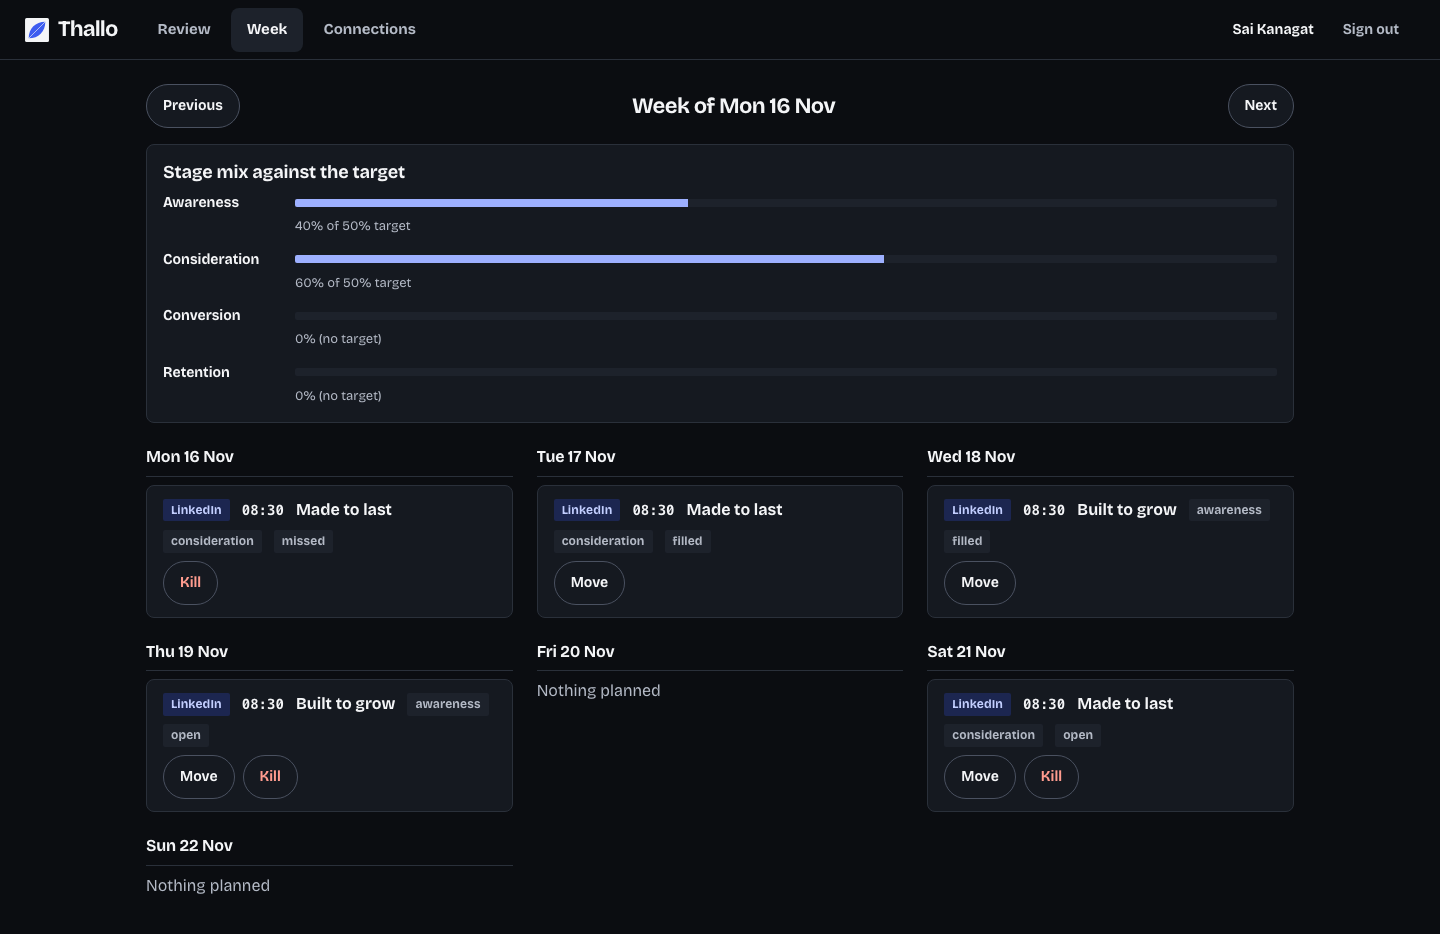 Thallo Review Week Connections Sai Kanagat Sign out
Previous Week of Mon 16 Nov Next
Stage mix against the target
Awareness
40% of 50% target
Consideration
60% of 50% target
Conversion
0% (no target)
Retention
0% (no target)
Mon 16 Nov
LinkedIn 08:30 Made to last
consideration missed
Kill
Tue 17 Nov
LinkedIn 08:30 Made to last
consideration filled
Move
Wed 18 Nov
LinkedIn 08:30 Built to grow awareness
filled
Move
Thu 19 Nov
LinkedIn 08:30 Built to grow awareness
open
Move Kill
Fri 20 Nov
Nothing planned
Sat 21 Nov
LinkedIn 08:30 Made to last
consideration open
Move Kill
Sun 22 Nov
Nothing planned